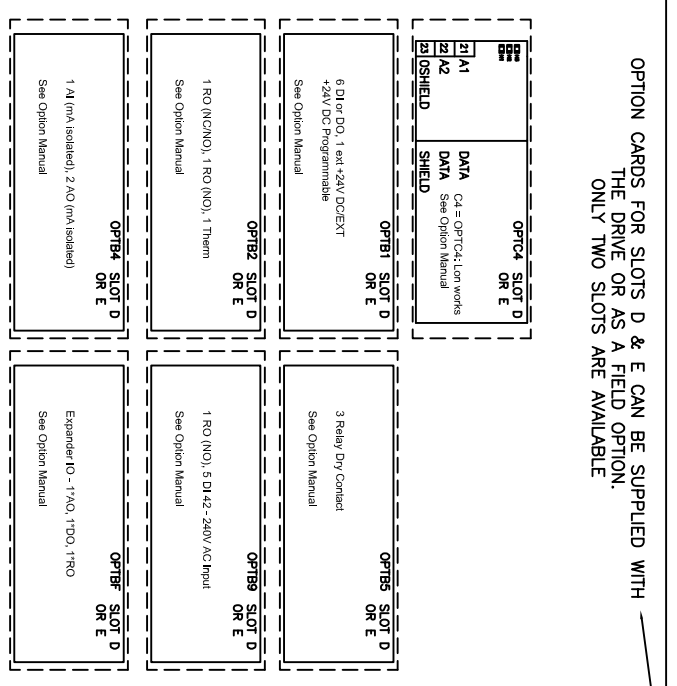 OPTION CARDS FOR SLOTS D & E CAN BE SUPPLIED WITH
THE DRIVE OR AS A FIELD OPTION.
ONLY TWO SLOTS ARE AVAILABLE
OPTC4 SLOT D
OR E
21 A1 DATA C4 = OPTC4: Lon works
22 A2 DATA See Option Manual
23 0SHIELD SHIELD
OPTB1 SLOT D
OR E
6 DI or DO, 1 ext +24V DC/EXT
+24V DC Programmable
See Option Manual
OPTB5 SLOT D
OR E
3 Relay Dry Contact
See Option Manual
OPTB2 SLOT D
OR E
1 RO (NC/NO), 1 RO (NO), 1 Therm
See Option Manual
OPTB9 SLOT D
OR E
1 RO (NO), 5 DI 42 - 240V AC Input
See Option Manual
OPTB4 SLOT D
OR E
1 AI (mA isolated), 2 AO (mA isolated)
See Option Manual
OPTBF SLOT D
OR E
Expander IO - 1*AO, 1*DO, 1*RO
See Option Manual